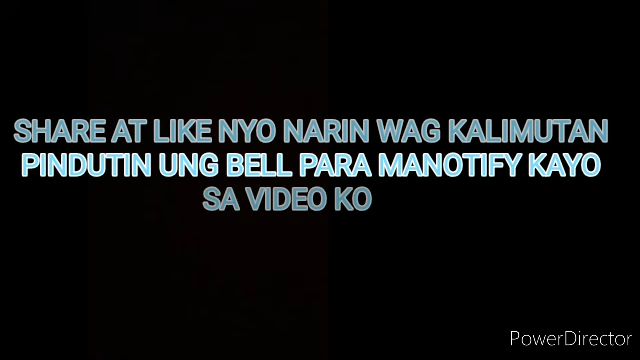 SHARE AT LIKE NYO NARIN WAG KALIMUTAN
PINDUTIN UNG BELL PARA MANOTIFY KAYO
SA VIDEO KO
PowerDirector